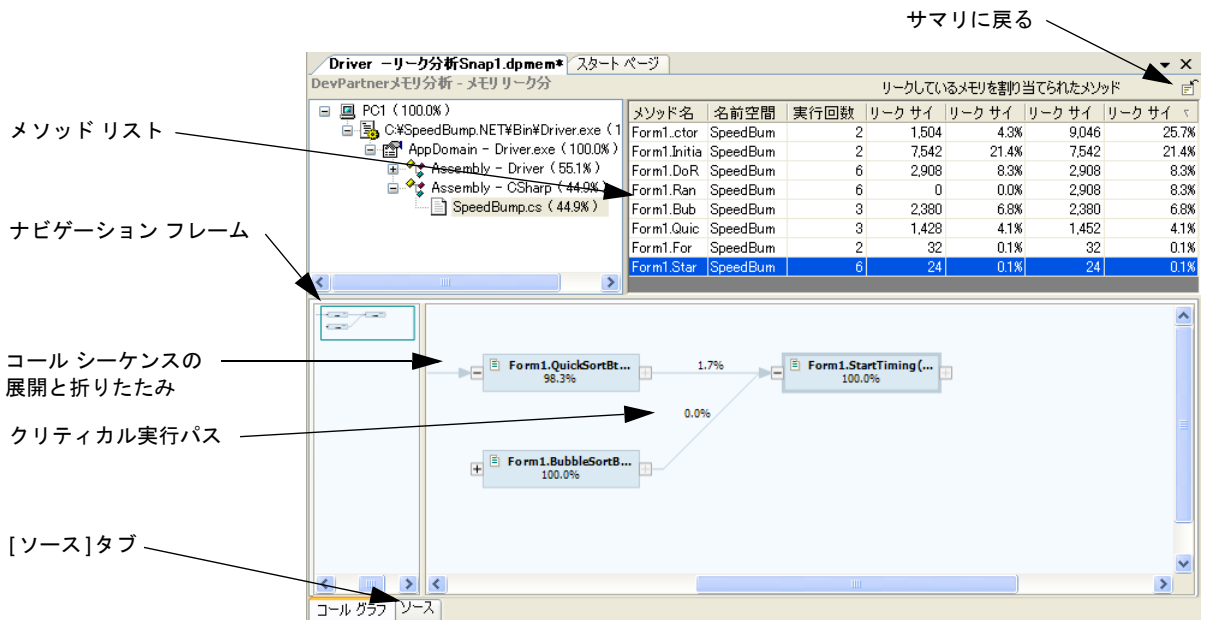 サマリに戻る
Driver －リーク分析Snap1.dpmem* スタート ページ
DevPartnerメモリ分析 - メモリ リーク分
リークしているメモリを割り当てられたメソッド
PC1 ( 100.0% )
C:¥SpeedBump.NET¥Bin¥Driver.exe ( 1
AppDomain - Driver.exe ( 100.0% )
Assembly - Driver ( 55.1% )
Assembly - CSharp ( 44.9% )
SpeedBump.cs ( 44.9% )
メソッド名 名前空間 実行回数 リーク サイ リーク サイ リーク サイ リーク サイ
Form1.ctor SpeedBum 2 1,504 4.3% 9,046 25.7%
Form1.Initia SpeedBum 2 7,542 21.4% 7,542 21.4%
Form1.DoR SpeedBum 6 2,908 8.3% 2,908 8.3%
Form1.Ran SpeedBum 6 0 0.0% 2,908 8.3%
Form1.Bub SpeedBum 3 2,380 6.8% 2,380 6.8%
Form1.Quic SpeedBum 3 1,428 4.1% 1,452 4.1%
Form1.For SpeedBum 2 32 0.1% 32 0.1%
Form1.Star SpeedBum 6 24 0.1% 24 0.1%
メソッド リスト
ナビゲーション フレーム
コール シーケンスの
展開と折りたたみ
クリティカル実行パス
[ソース]タブ
Form1.QuickSortBt...
98.3%
1.7%
Form1.StartTiming(...
100.0%
0.0%
Form1.BubbleSortB...
100.0%
コール グラフ ソース